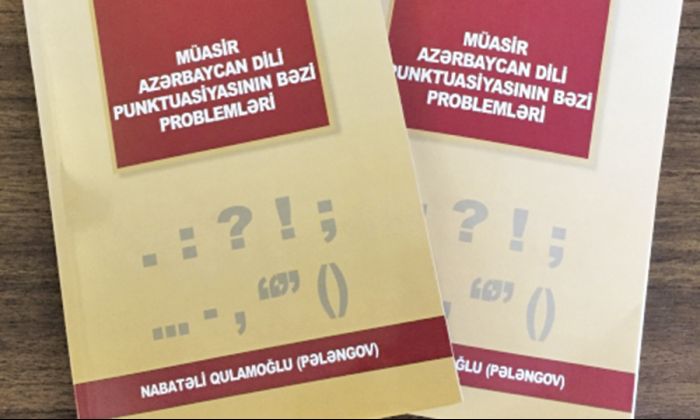 MÜASİR
AZƏRBAYCAN DİLİ
PUNKTUASİYASININ BƏZİ
PROBLEMLƏRİ
. : ? ! ;
... - , “ ” ()
NABATƏLİ QULAMOĞLU (PƏLƏNGOV)
MÜASİR
AZƏRBAYCAN DİLİ
PUNKTUASİYASININ BƏZİ
PROBLEMLƏRİ
? ! ;
, “ ” ()
ĞLU (PƏLƏNGOV)